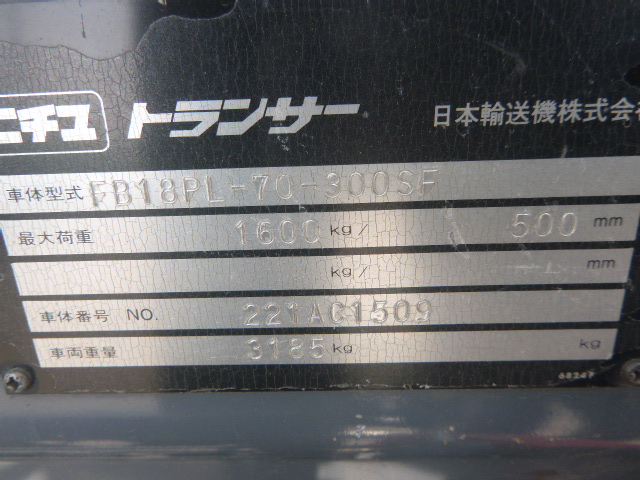 ニチユ トランサー 日本輸送機株式会
車体型式 FB18PL-70-300SF
最大荷重 1600 kg/ 500 mm
kg/ mm
車体番号 NO. 221AC1509
車両重量 3185 kg kg
68247